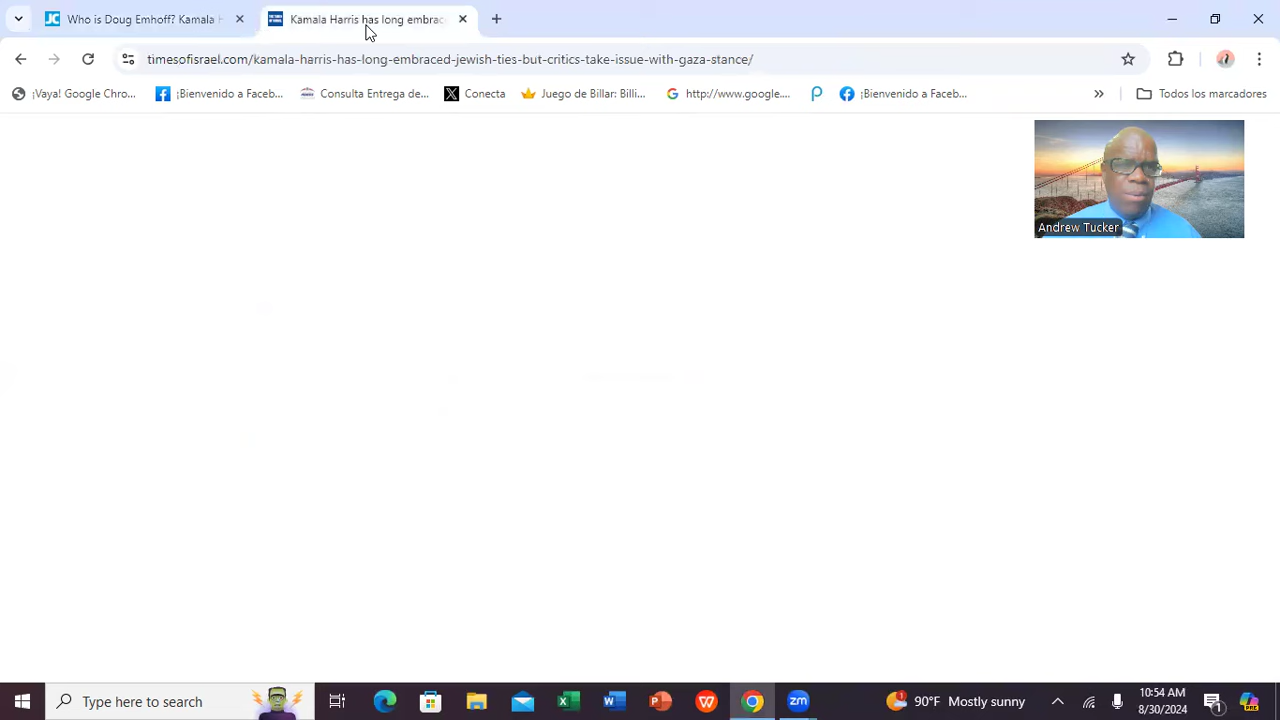 Who is Doug Emhoff? Kamala H
Kamala Harris has long embrac
timesofisrael.com/kamala-harris-has-long-embraced-jewish-ties-but-critics-take-issue-with-gaza-stance/
¡Vaya! Google Chro...
¡Bienvenido a Faceb...
Consulta Entrega de...
Conecta
Juego de Billar: Billi...
http://www.google....
¡Bienvenido a Faceb...
»
Todos los marcadores
Andrew Tucker
Type here to search
90°F Mostly sunny
10:54 AM
8/30/2024